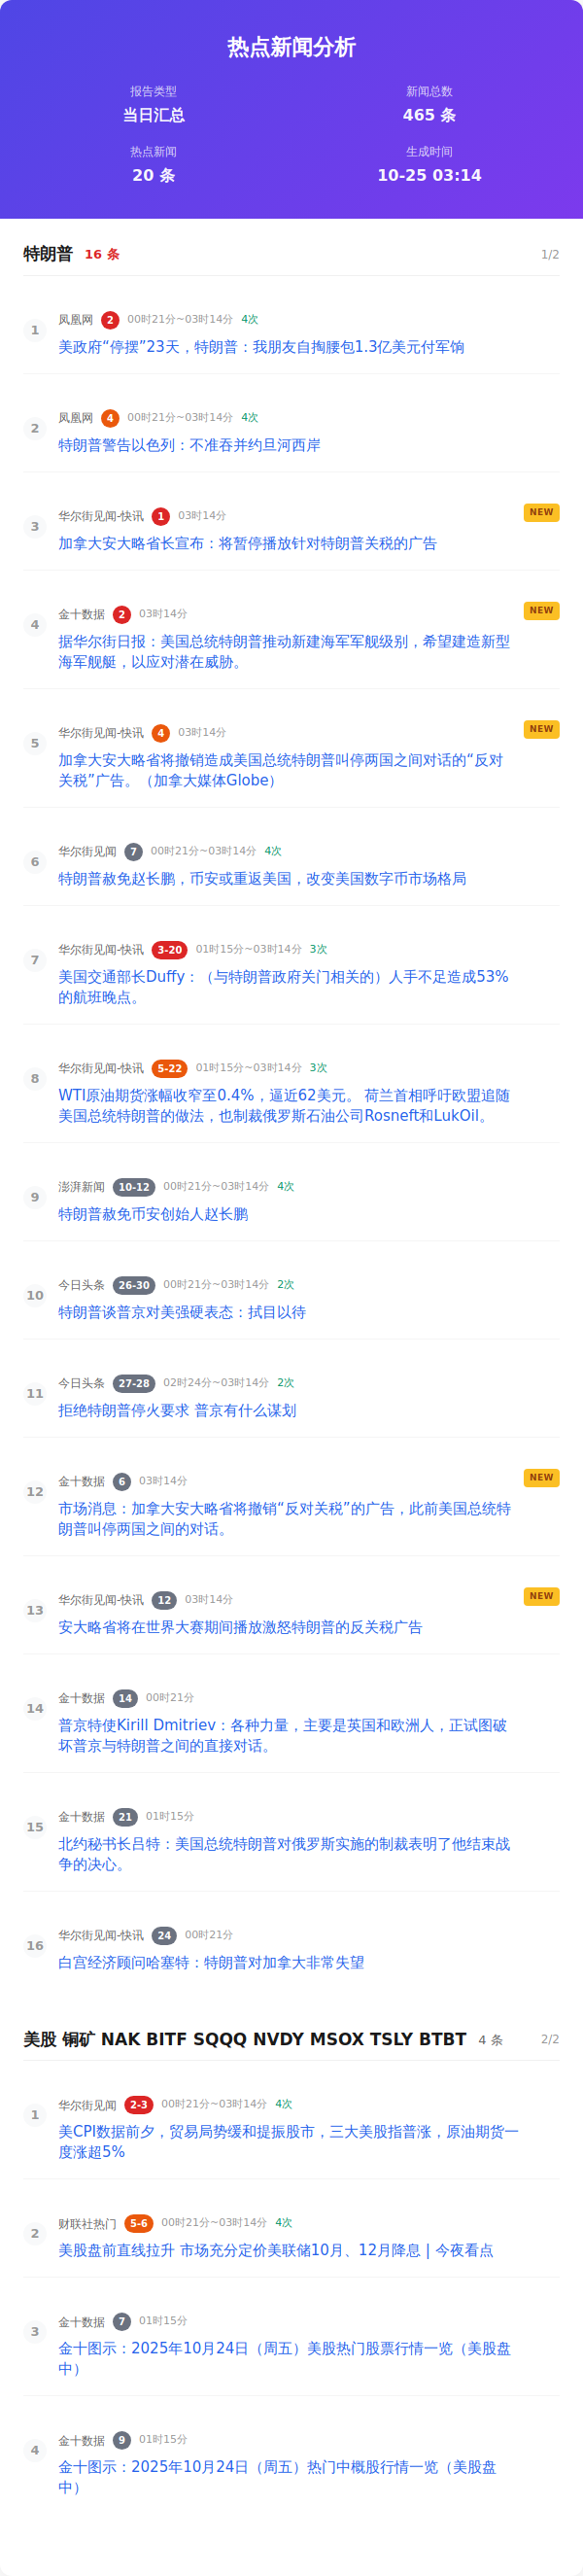 热点新闻分析
报告类型
当日汇总
新闻总数
465 条
热点新闻
20 条
生成时间
10-25 03:14
特朗普 16 条 1/2
1
凤凰网 2 00时21分~03时14分 4次
美政府“停摆”23天，特朗普：我朋友自掏腰包1.3亿美元付军饷
2
凤凰网 4 00时21分~03时14分 4次
特朗普警告以色列：不准吞并约旦河西岸
3
华尔街见闻-快讯 1 03时14分 NEW
加拿大安大略省长宣布：将暂停播放针对特朗普关税的广告
4
金十数据 2 03时14分 NEW
据华尔街日报：美国总统特朗普推动新建海军军舰级别，希望建造新型
海军舰艇，以应对潜在威胁。
5
华尔街见闻-快讯 4 03时14分 NEW
加拿大安大略省将撤销造成美国总统特朗普叫停两国之间对话的“反对
关税”广告。（加拿大媒体Globe）
6
华尔街见闻 7 00时21分~03时14分 4次
特朗普赦免赵长鹏，币安或重返美国，改变美国数字币市场格局
7
华尔街见闻-快讯 3-20 01时15分~03时14分 3次
美国交通部长Duffy：（与特朗普政府关门相关的）人手不足造成53%
的航班晚点。
8
华尔街见闻-快讯 5-22 01时15分~03时14分 3次
WTI原油期货涨幅收窄至0.4%，逼近62美元。 荷兰首相呼吁欧盟追随
美国总统特朗普的做法，也制裁俄罗斯石油公司Rosneft和LukOil。
9
澎湃新闻 10-12 00时21分~03时14分 4次
特朗普赦免币安创始人赵长鹏
10
今日头条 26-30 00时21分~03时14分 2次
特朗普谈普京对美强硬表态：拭目以待
11
今日头条 27-28 02时24分~03时14分 2次
拒绝特朗普停火要求 普京有什么谋划
12
金十数据 6 03时14分 NEW
市场消息：加拿大安大略省将撤销“反对关税”的广告，此前美国总统特
朗普叫停两国之间的对话。
13
华尔街见闻-快讯 12 03时14分 NEW
安大略省将在世界大赛期间播放激怒特朗普的反关税广告
14
金十数据 14 00时21分
普京特使Kirill Dmitriev：各种力量，主要是英国和欧洲人，正试图破
坏普京与特朗普之间的直接对话。
15
金十数据 21 01时15分
北约秘书长吕特：美国总统特朗普对俄罗斯实施的制裁表明了他结束战
争的决心。
16
华尔街见闻-快讯 24 00时21分
白宫经济顾问哈塞特：特朗普对加拿大非常失望
美股 铜矿 NAK BITF SQQQ NVDY MSOX TSLY BTBT 4 条 2/2
1
华尔街见闻 2-3 00时21分~03时14分 4次
美CPI数据前夕，贸易局势缓和提振股市，三大美股指普涨，原油期货一
度涨超5%
2
财联社热门 5-6 00时21分~03时14分 4次
美股盘前直线拉升 市场充分定价美联储10月、12月降息 | 今夜看点
3
金十数据 7 01时15分
金十图示：2025年10月24日（周五）美股热门股票行情一览（美股盘
中）
4
金十数据 9 01时15分
金十图示：2025年10月24日（周五）热门中概股行情一览（美股盘
中）